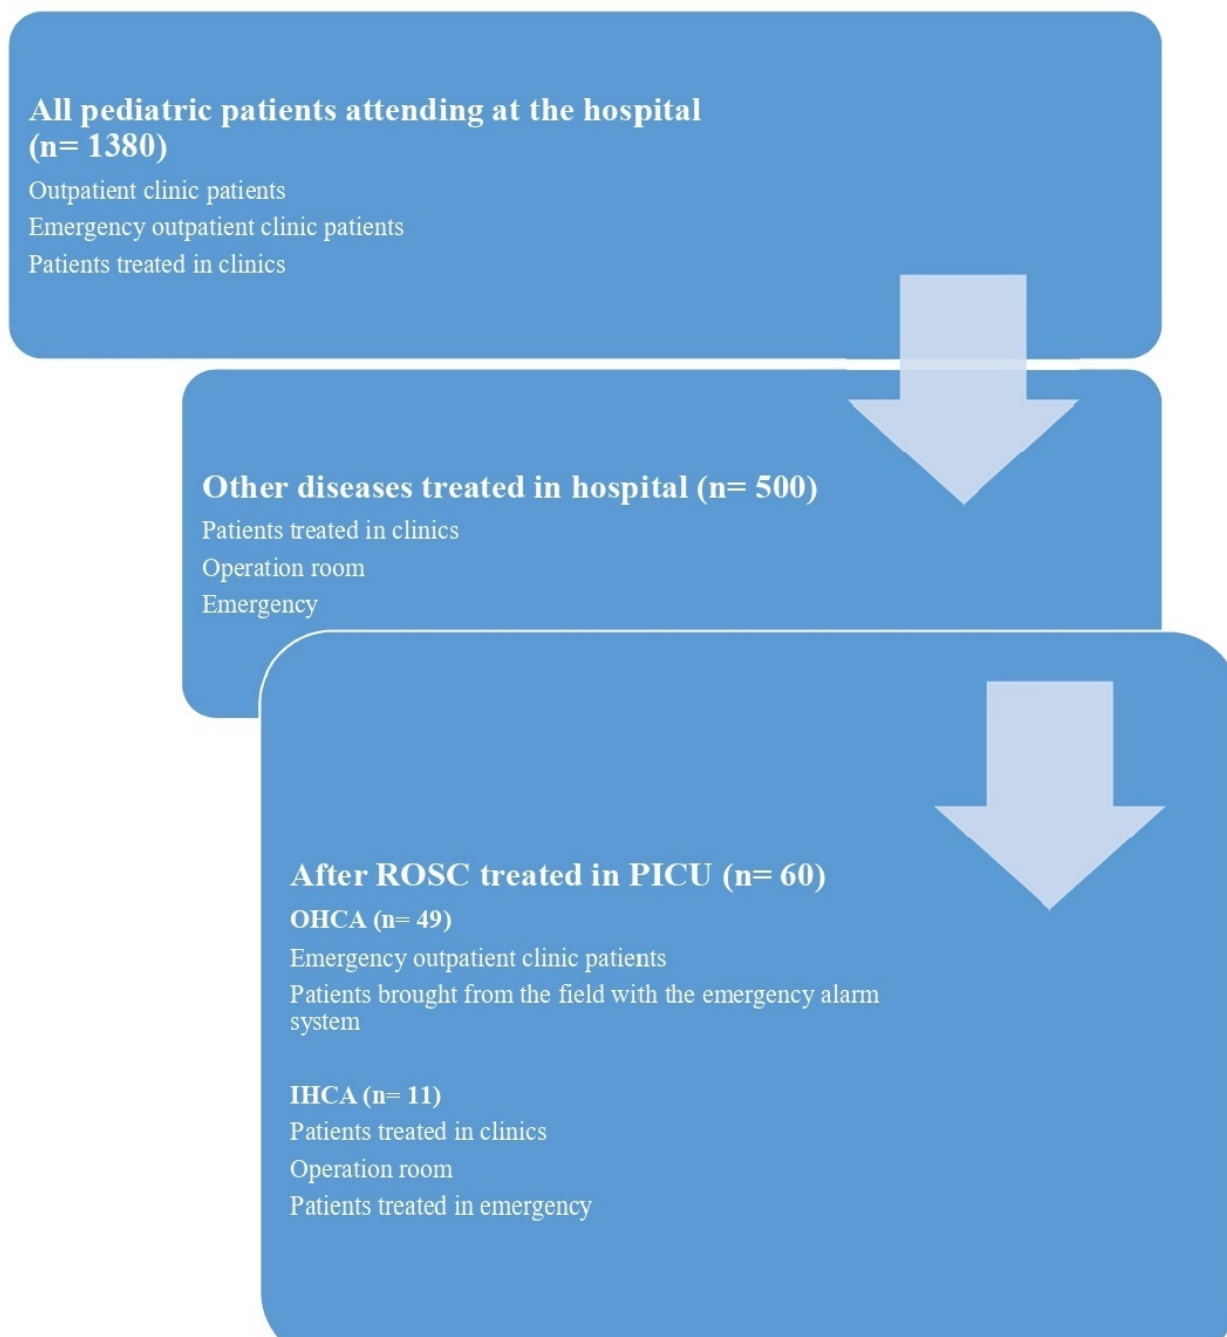 All pediatric patients attending at the hospital
(n= 1380)
Outpatient clinic patients
Emergency outpatient clinic patients
Patients treated in clinics
Other diseases treated in hospital (n= 500)
Patients treated in clinics
Operation room
Emergency
After ROSC treated in PICU (n= 60)
OHCA (n= 49)
Emergency outpatient clinic patients
Patients brought from the field with the emergency alarm
system
IHCA (n= 11)
Patients treated in clinics
Operation room
Patients treated in emergency